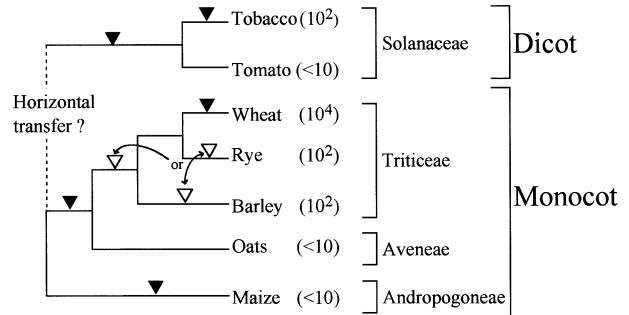 Tobacco (10²)
Solanaceae
Dicot
Tomato (<10)
Horizontal
transfer ?
Wheat (10⁴)
or
Rye (10²)
Triticeae
Barley (10²)
Monocot
Oats (<10)
Aveneae
Maize (<10)
Andropogoneae